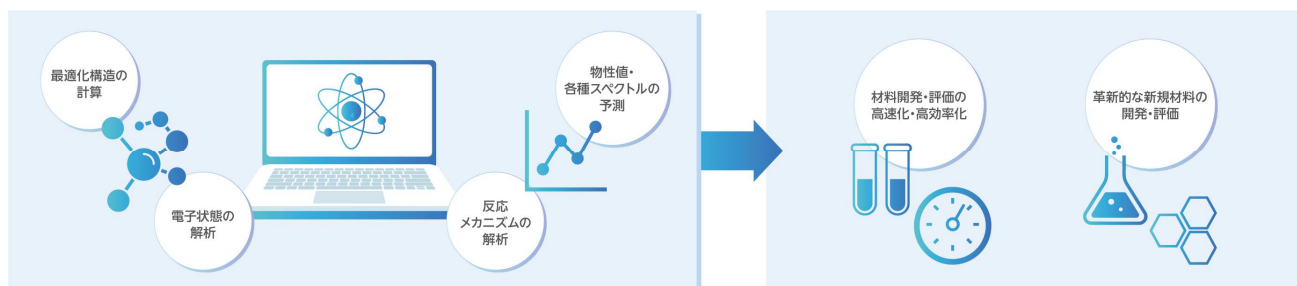 最適化構造の
計算
電子状態の
解析
物性値・
各種スペクトルの
予測
反応
メカニズムの
解析
材料開発・評価の
高速化・高効率化
革新的な新規材料の
開発・評価